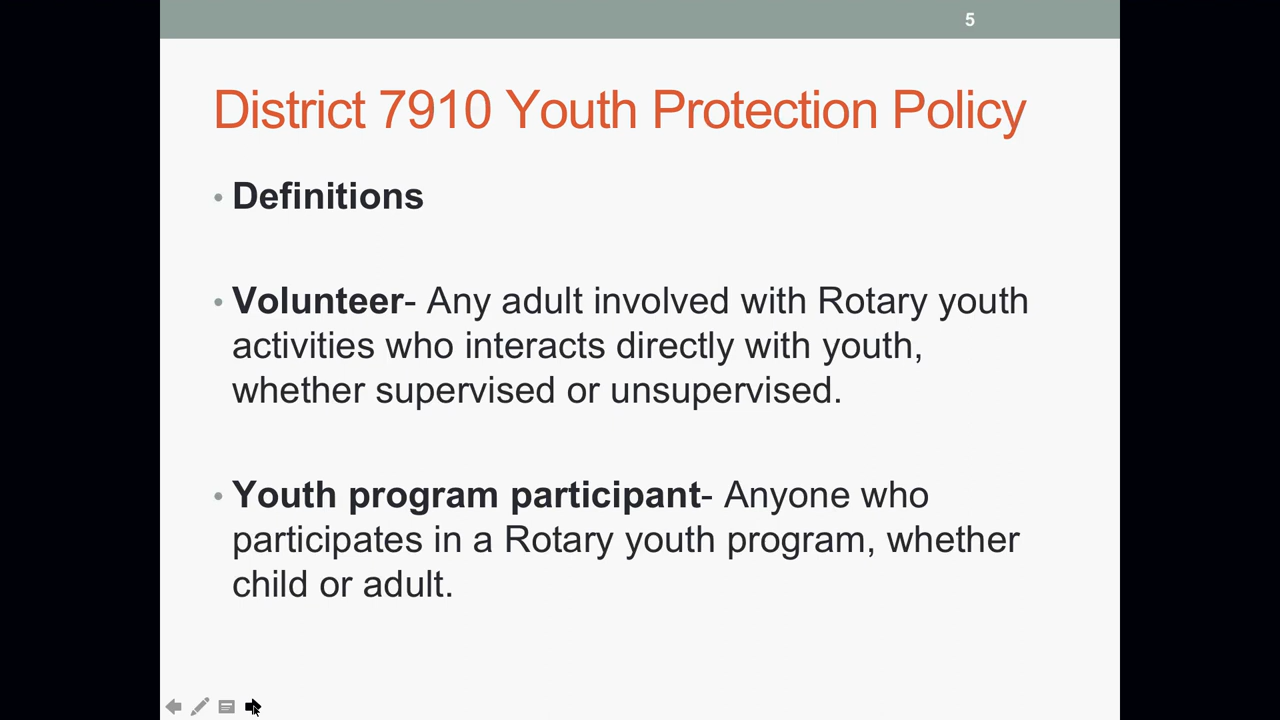 5
District 7910 Youth Protection Policy
• Definitions
• Volunteer- Any adult involved with Rotary youth
activities who interacts directly with youth,
whether supervised or unsupervised.
• Youth program participant- Anyone who
participates in a Rotary youth program, whether
child or adult.